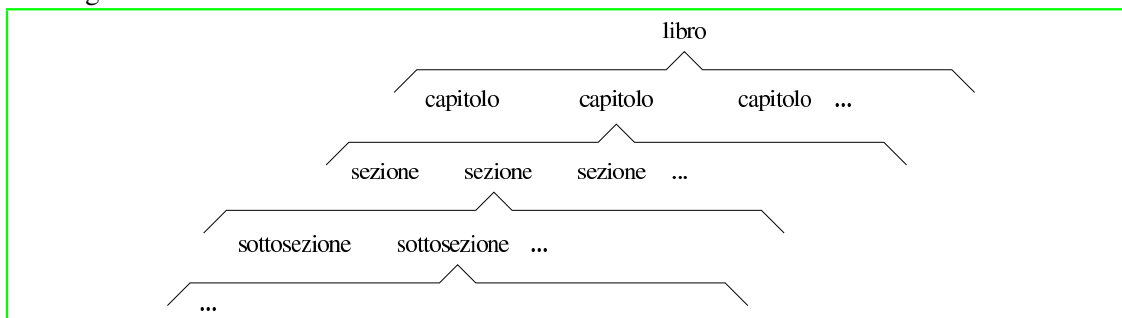 libro
capitolo capitolo capitolo ...
sezione sezione sezione ...
sottosezione sottosezione ...
...